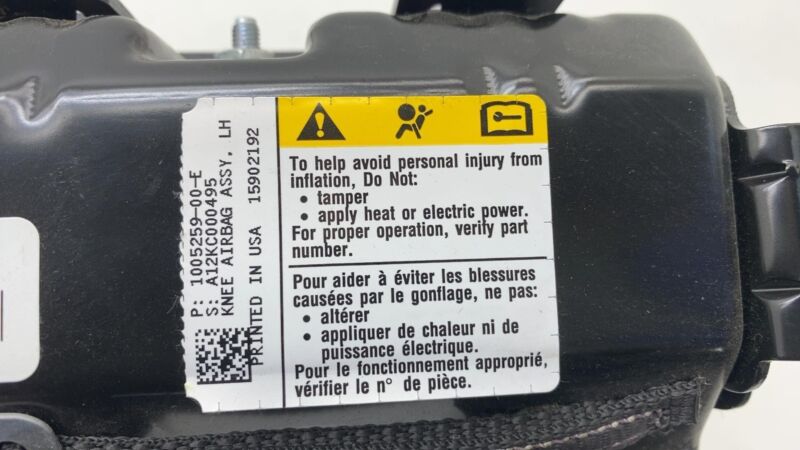 P: 1005259-00-E
S: A12KC000495
KNEE AIRBAG ASSY, LH
PRINTED IN USA 15902192
To help avoid personal injury from
inflation, Do Not:
• tamper
• apply heat or electric power.
For proper operation, verify part
number.
Pour aider à éviter les blessures
causées par le gonflage, ne pas:
• altérer
• appliquer de chaleur ni de
puissance électrique.
Pour le fonctionnement approprié,
vérifier le n° de pièce.